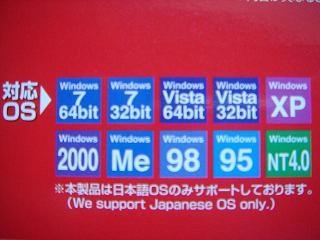 対応
OS
Windows 7 64bit
Windows 7 32bit
Windows Vista 64bit
Windows Vista 32bit
Windows XP
Windows 2000
Windows Me
Windows 98
Windows 95
Windows NT4.0
※本製品は日本語OSのみサポートしております。
(We support Japanese OS only.)